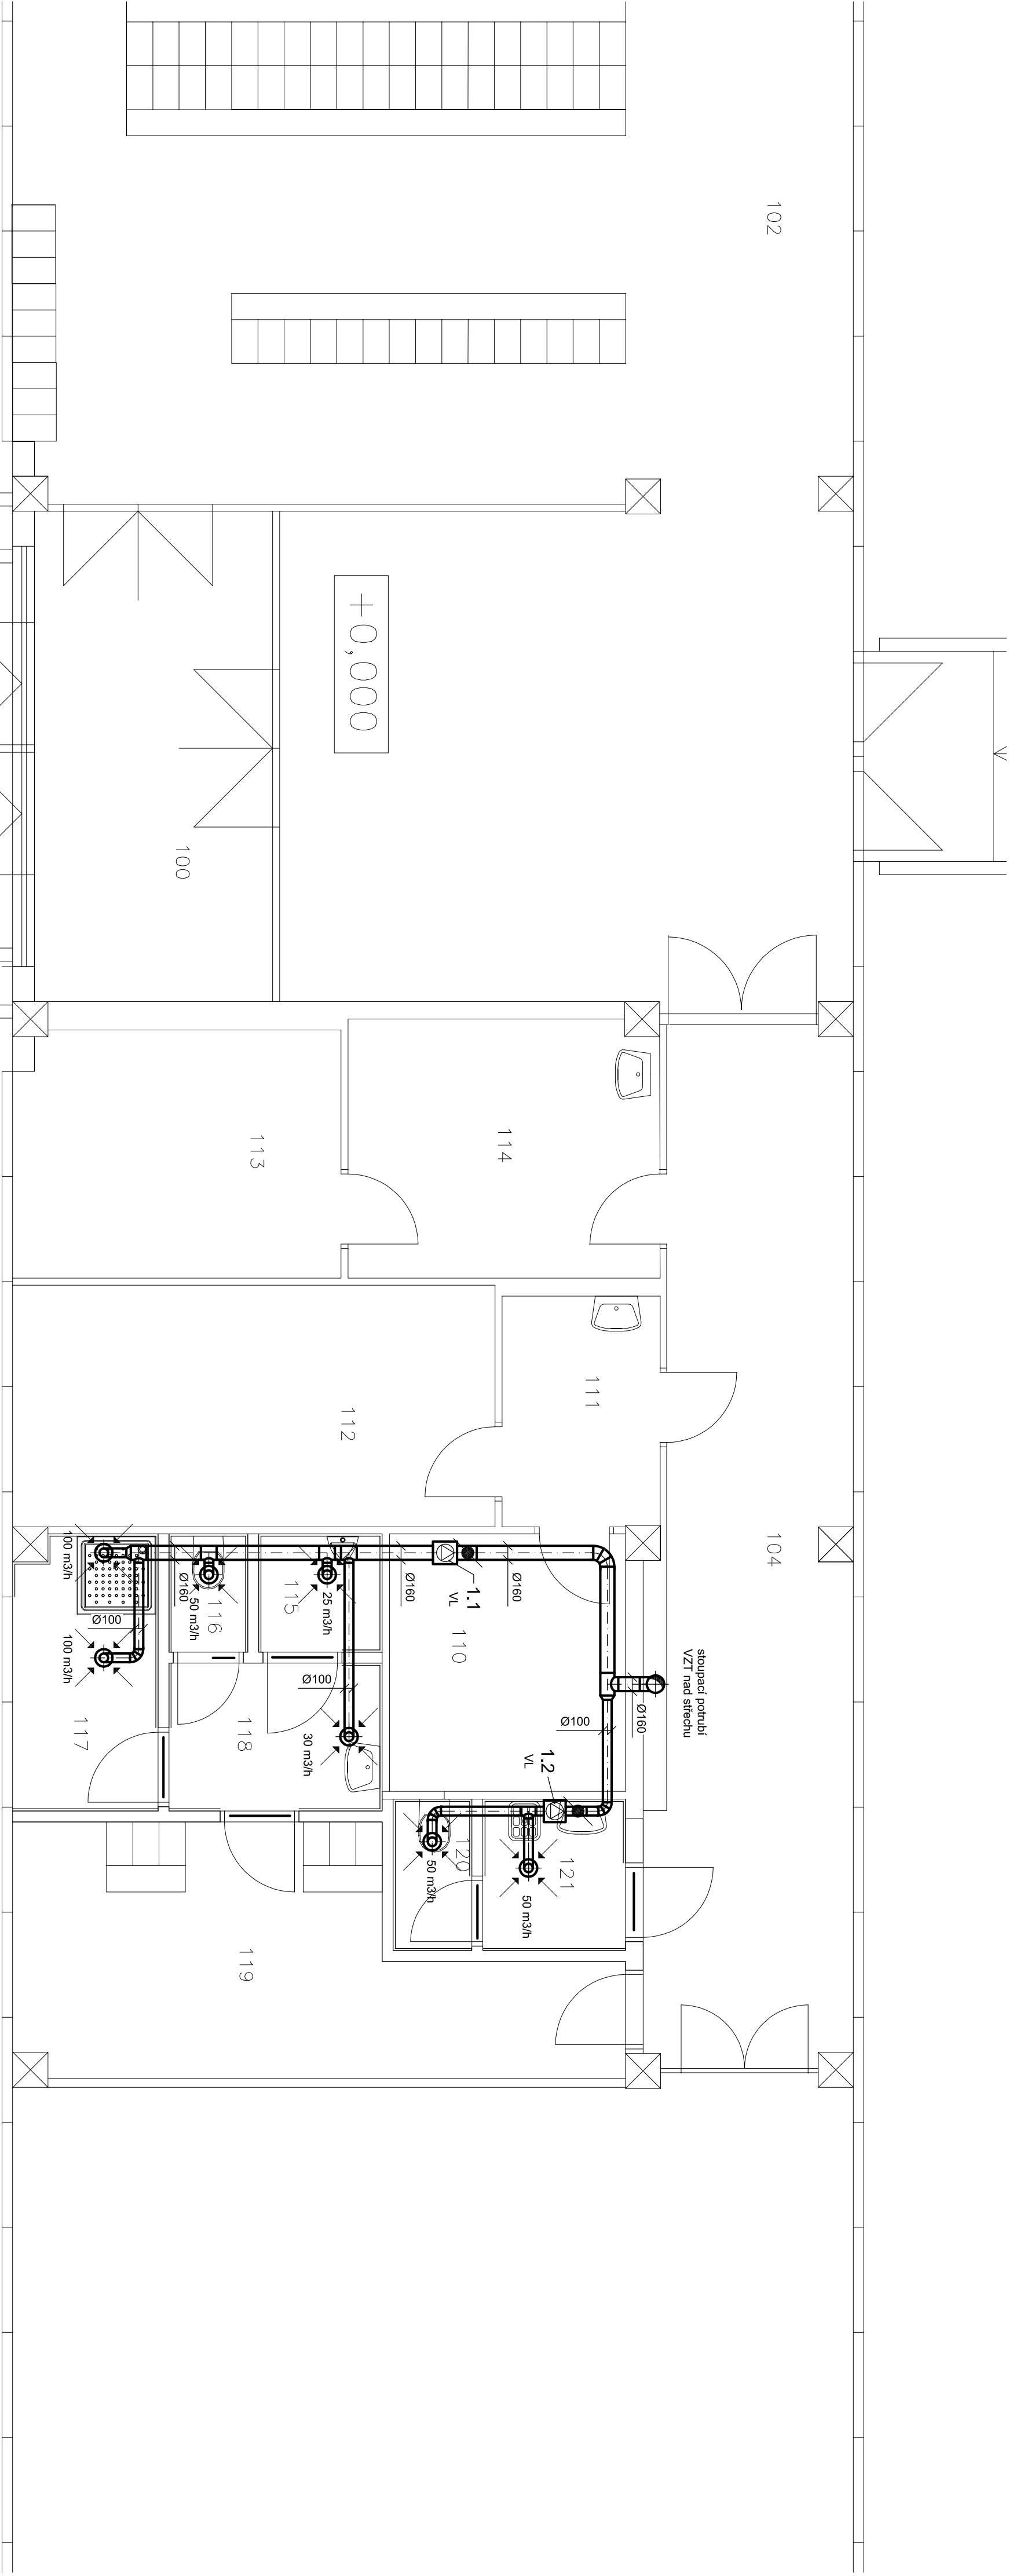 102
+0,000
100
114
113
111
112
104
100 m3/h
Ø160
50 m3/h
116
115
25 m3/h
Ø160
1.1
VL
Ø160
Ø100
100 m3/h
110
stoupací potrubí
VZT nad střechu
117
118
Ø100
30 m3/h
Ø100
Ø160
1.2
VL
120
50 m3/h
121
50 m3/h
119